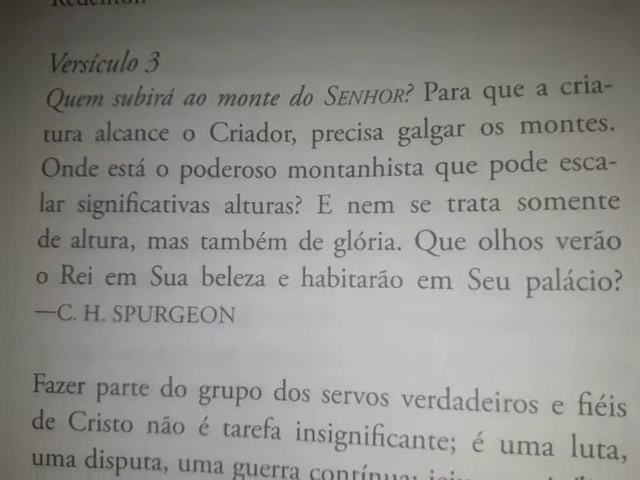 Versículo 3
Quem subirá ao monte do SENHOR? Para que a cria-
tura alcance o Criador, precisa galgar os montes.
Onde está o poderoso montanhista que pode esca-
lar significativas alturas? E nem se trata somente
de altura, mas também de glória. Que olhos verão
o Rei em Sua beleza e habitarão em Seu palácio?
—C. H. SPURGEON
Fazer parte do grupo dos servos verdadeiros e fiéis
de Cristo não é tarefa insignificante; é uma luta,
uma disputa, uma guerra contínua;